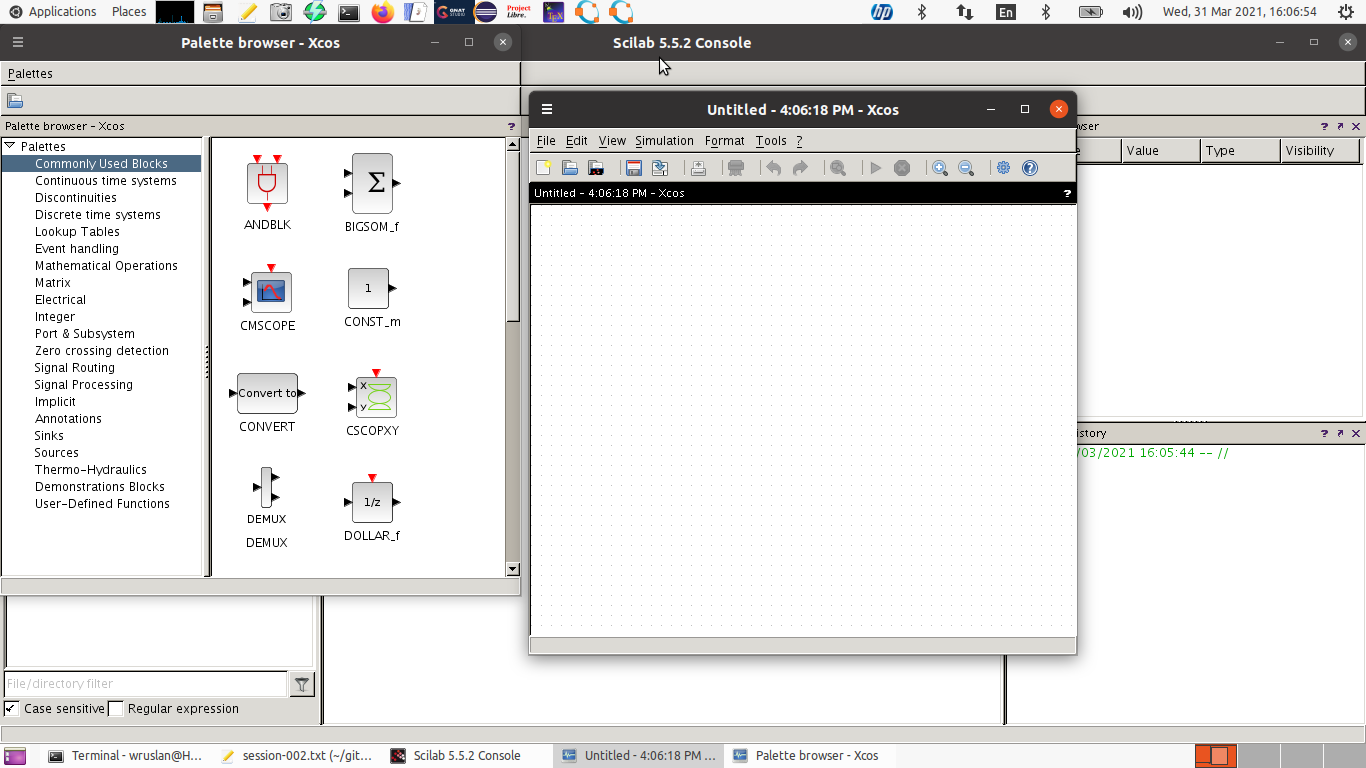 Applications Places
En
Wed, 31 Mar 2021, 16:06:54
Palette browser - Xcos
Scilab 5.5.2 Console
Palettes
Palette browser - Xcos ?
Palettes
Commonly Used Blocks
Continuous time systems
Discontinuities
Discrete time systems
Lookup Tables
Event handling
Mathematical Operations
Matrix
Electrical
Integer
Port & Subsystem
Zero crossing detection
Signal Routing
Signal Processing
Implicit
Annotations
Sinks
Sources
Thermo-Hydraulics
Demonstrations Blocks
User-Defined Functions
ANDBLK
Σ
BIGSOM_f
CMSCOPE
1
CONST_m
Convert to
CONVERT
X
y
CSCOPXY
DEMUX
DEMUX
1/z
DOLLAR_f
Untitled - 4:06:18 PM - Xcos
File Edit View Simulation Format Tools ?
Untitled - 4:06:18 PM - Xcos ?
wser ?
e Value Type Visibility
istory ?
/03/2021 16:05:44 -- //
File/directory filter
Case sensitive Regular expression
Terminal - wruslan@H... session-002.txt (~/git... Scilab 5.5.2 Console Untitled - 4:06:18 PM ... Palette browser - Xcos